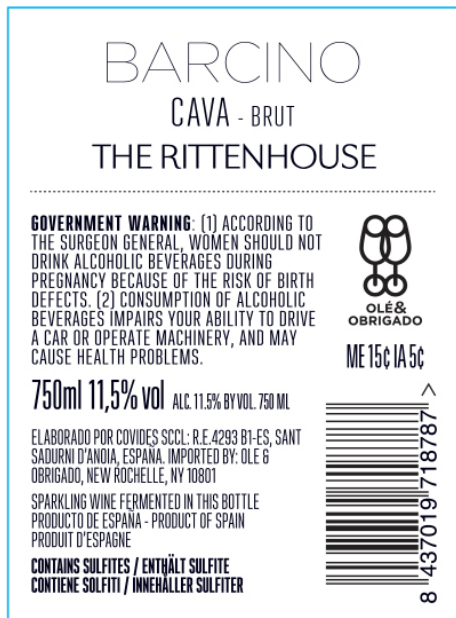 BARCINO
CAVA - BRUT
THE RITTENHOUSE
GOVERNMENT WARNING: (1) ACCORDING TO
THE SURGEON GENERAL, WOMEN SHOULD NOT
DRINK ALCOHOLIC BEVERAGES DURING
PREGNANCY BECAUSE OF THE RISK OF BIRTH
DEFECTS. (2) CONSUMPTION OF ALCOHOLIC
BEVERAGES IMPAIRS YOUR ABILITY TO DRIVE
A CAR OR OPERATE MACHINERY, AND MAY
CAUSE HEALTH PROBLEMS.
750ml 11,5% vol ALC. 11.5% BY VOL. 750 ML
ELABORADO POR COVIDES SCCL: R.E.4293 B1-ES, SANT
SADURNI D'ANOIA, ESPAÑA. IMPORTED BY: OLE &
OBRIGADO, NEW ROCHELLE, NY 10801
SPARKLING WINE FERMENTED IN THIS BOTTLE
PRODUCTO DE ESPAÑA - PRODUCT OF SPAIN
PRODUIT D'ESPAGNE
CONTAINS SULFITES / ENTHÄLT SULFITE
CONTIENE SOLFITI / INNEHÅLLER SULFITER
OLÉ&
OBRIGADO
ME 15¢ IA 5¢
8 437019 718787 >